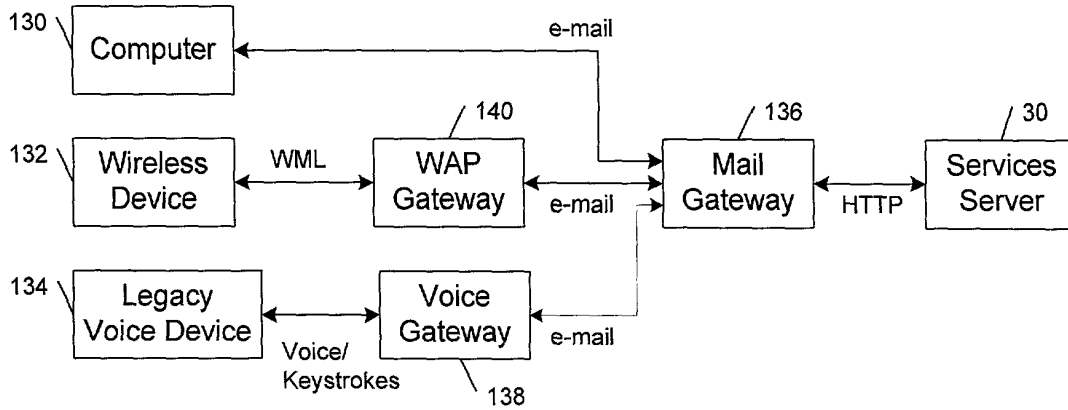 130
Computer
e-mail
140
136
30
132
Wireless
Device
WML
WAP
Gateway
e-mail
Mail
Gateway
HTTP
Services
Server
134
Legacy
Voice Device
Voice/
Keystrokes
Voice
Gateway
e-mail
138